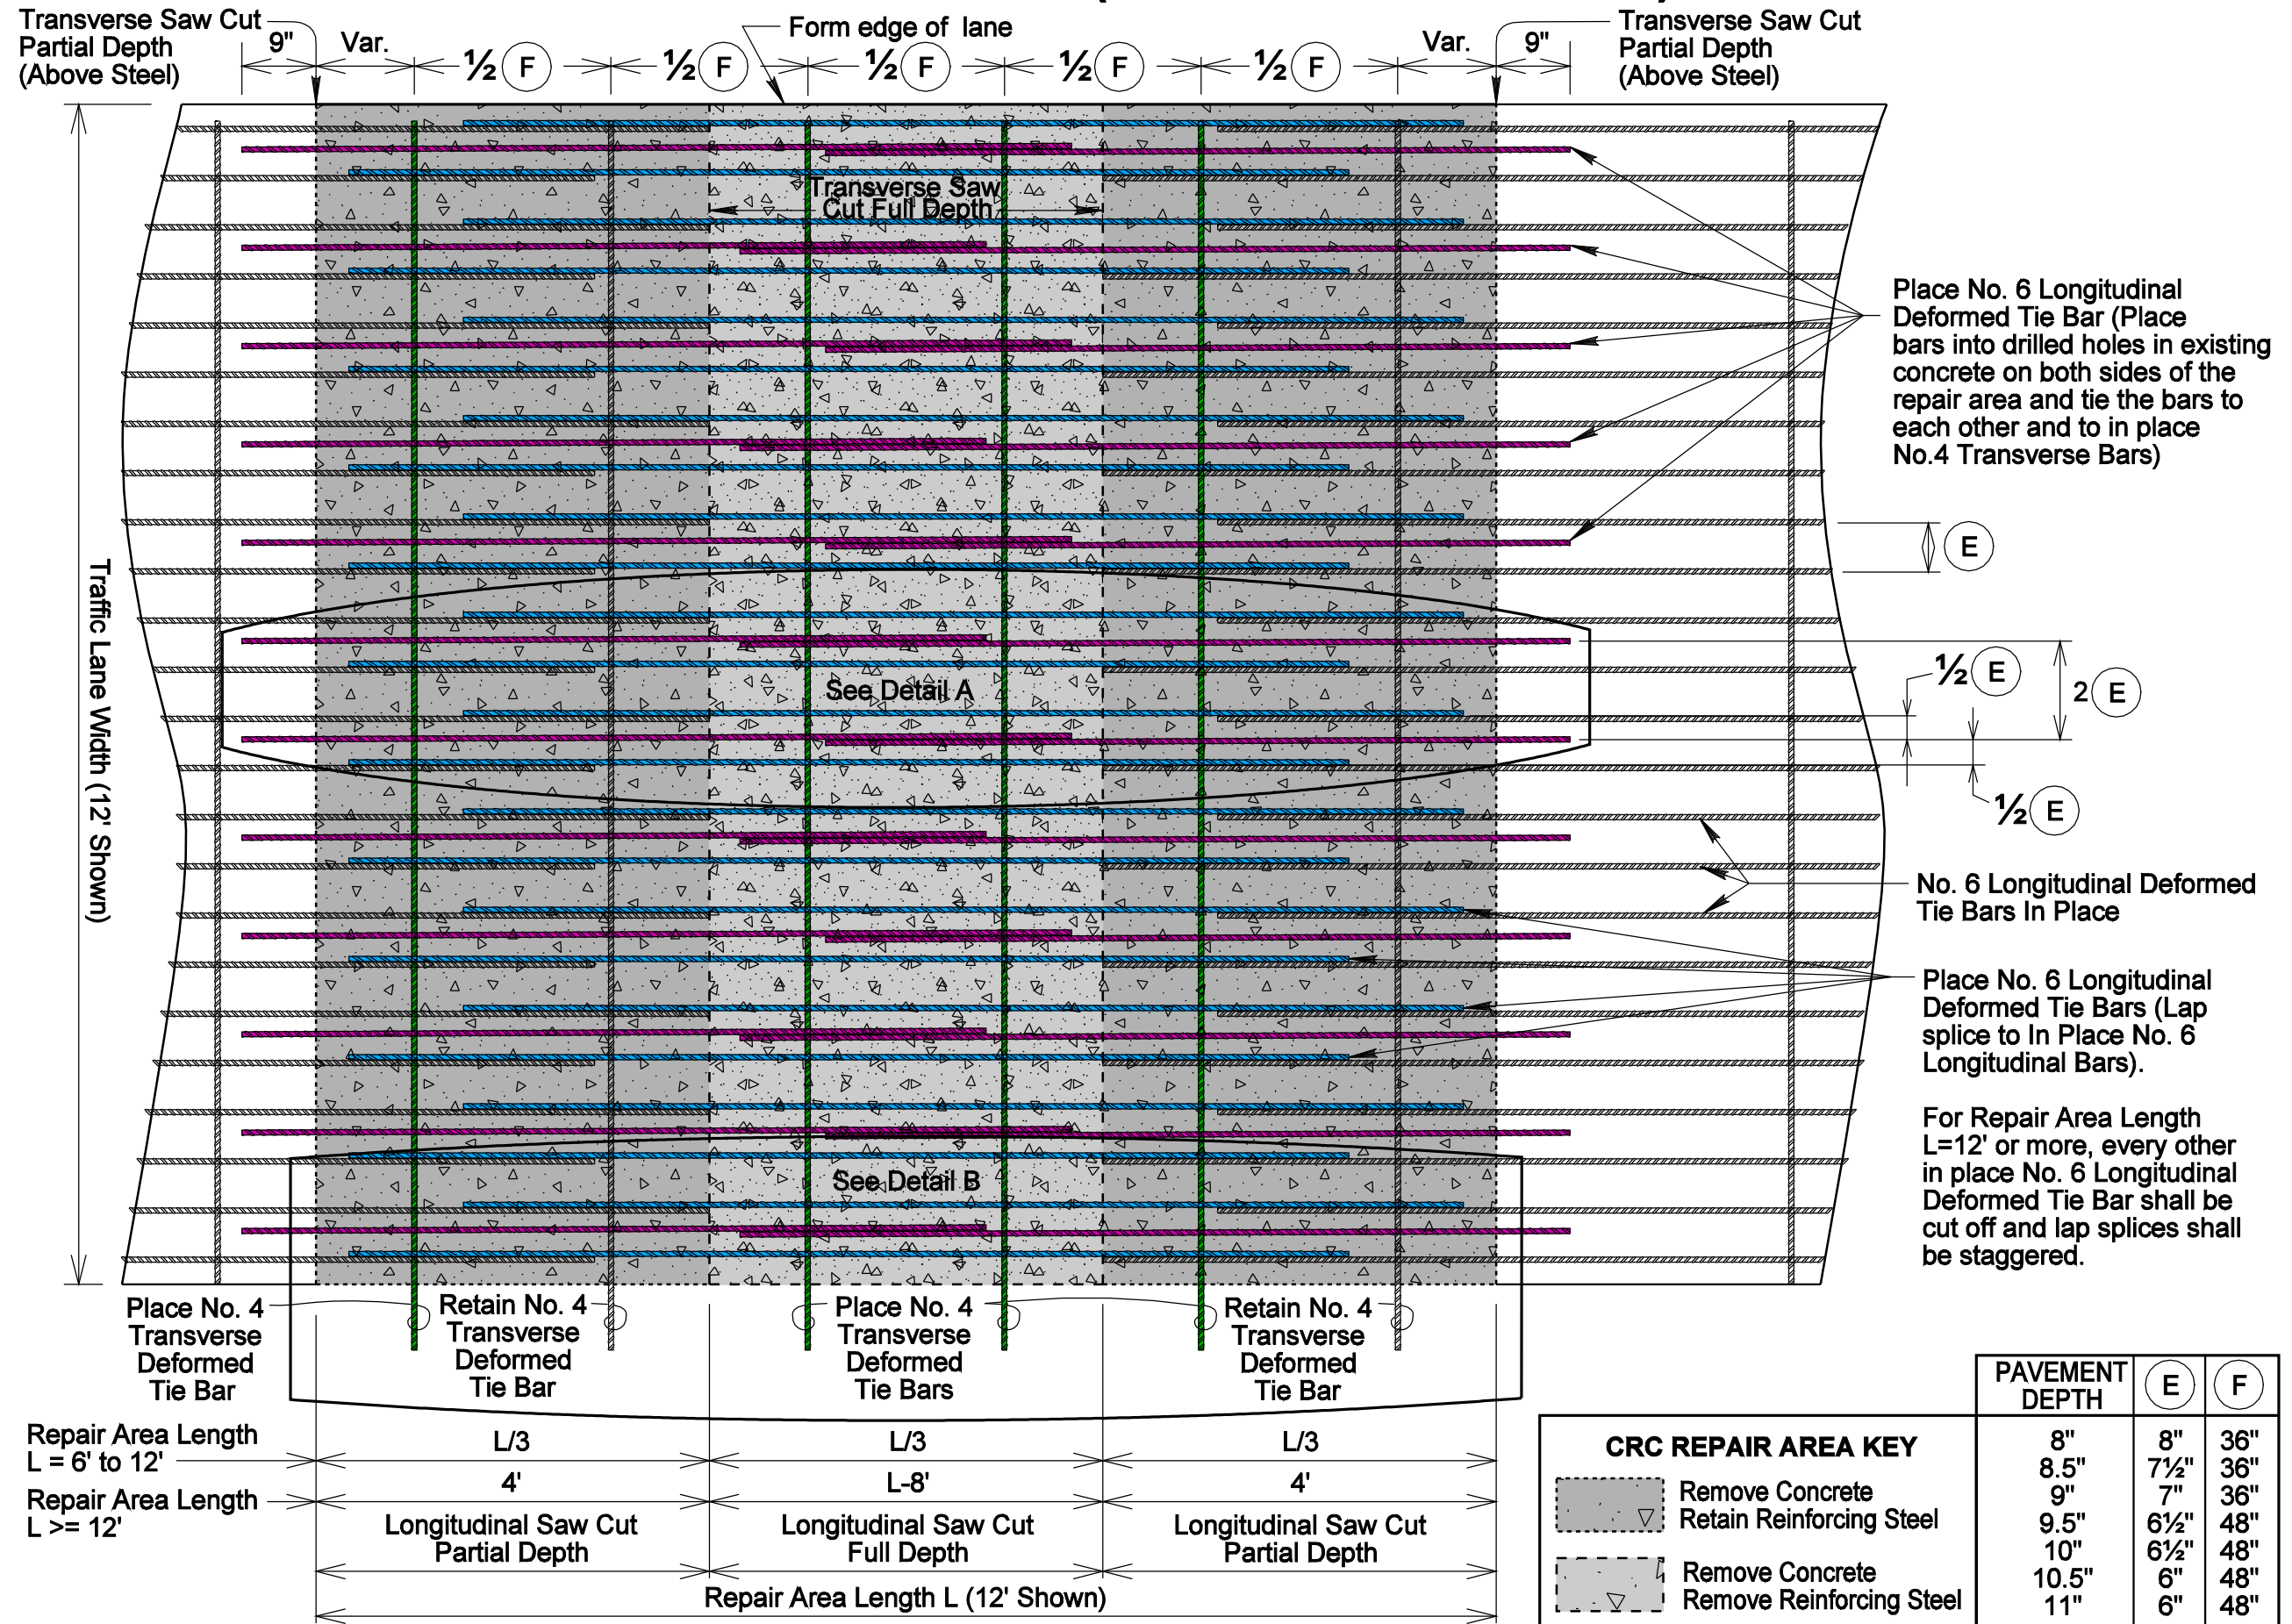 Transverse Saw Cut
Partial Depth
(Above Steel)
9"
Var.
½ F
½ F
Form edge of lane
½ F
½ F
½ F
Var.
9"
Transverse Saw Cut
Partial Depth
(Above Steel)
Transverse Saw
Cut Full Depth
Traffic Lane Width (12' Shown)
Place No. 6 Longitudinal
Deformed Tie Bar (Place
bars into drilled holes in existing
concrete on both sides of the
repair area and tie the bars to
each other and to in place
No.4 Transverse Bars)
E
½ E
2 E
½ E
See Detail A
No. 6 Longitudinal Deformed
Tie Bars In Place
Place No. 6 Longitudinal
Deformed Tie Bars (Lap
splice to In Place No. 6
Longitudinal Bars).
For Repair Area Length
L=12' or more, every other
in place No. 6 Longitudinal
Deformed Tie Bar shall be
cut off and lap splices shall
be staggered.
See Detail B
Place No. 4
Transverse
Deformed
Tie Bar
Retain No. 4
Transverse
Deformed
Tie Bar
Place No. 4
Transverse
Deformed
Tie Bars
Retain No. 4
Transverse
Deformed
Tie Bar
Repair Area Length
L = 6' to 12'
L/3
L/3
L/3
Repair Area Length
L >= 12'
4'
L-8'
4'
Longitudinal Saw Cut
Partial Depth
Longitudinal Saw Cut
Full Depth
Longitudinal Saw Cut
Partial Depth
Repair Area Length L (12' Shown)
CRC REPAIR AREA KEY
Remove Concrete
Retain Reinforcing Steel
Remove Concrete
Remove Reinforcing Steel
PAVEMENT DEPTH E F
8" 8" 36"
8.5" 7½" 36"
9" 7" 36"
9.5" 6½" 48"
10" 6½" 48"
10.5" 6" 48"
11" 6" 48"